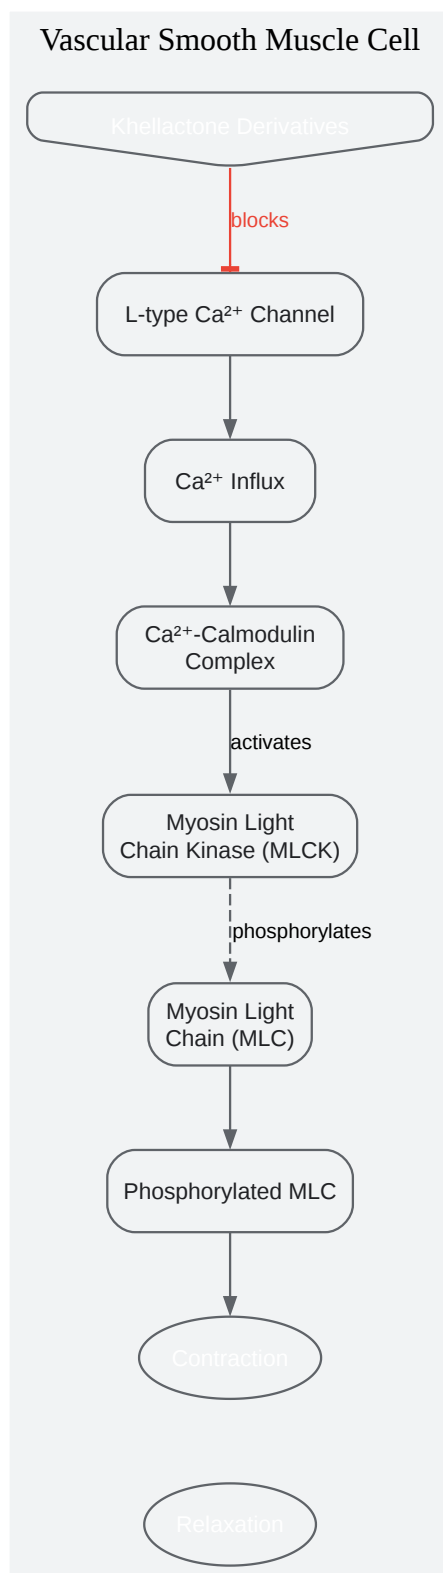 Vascular Smooth Muscle Cell
Khellactone Derivatives
blocks
L-type Ca²⁺ Channel
Ca²⁺ Influx
Ca²⁺-Calmodulin
Complex
activates
Myosin Light
Chain Kinase (MLCK)
phosphorylates
Myosin Light
Chain (MLC)
Phosphorylated MLC
Contraction
Relaxation